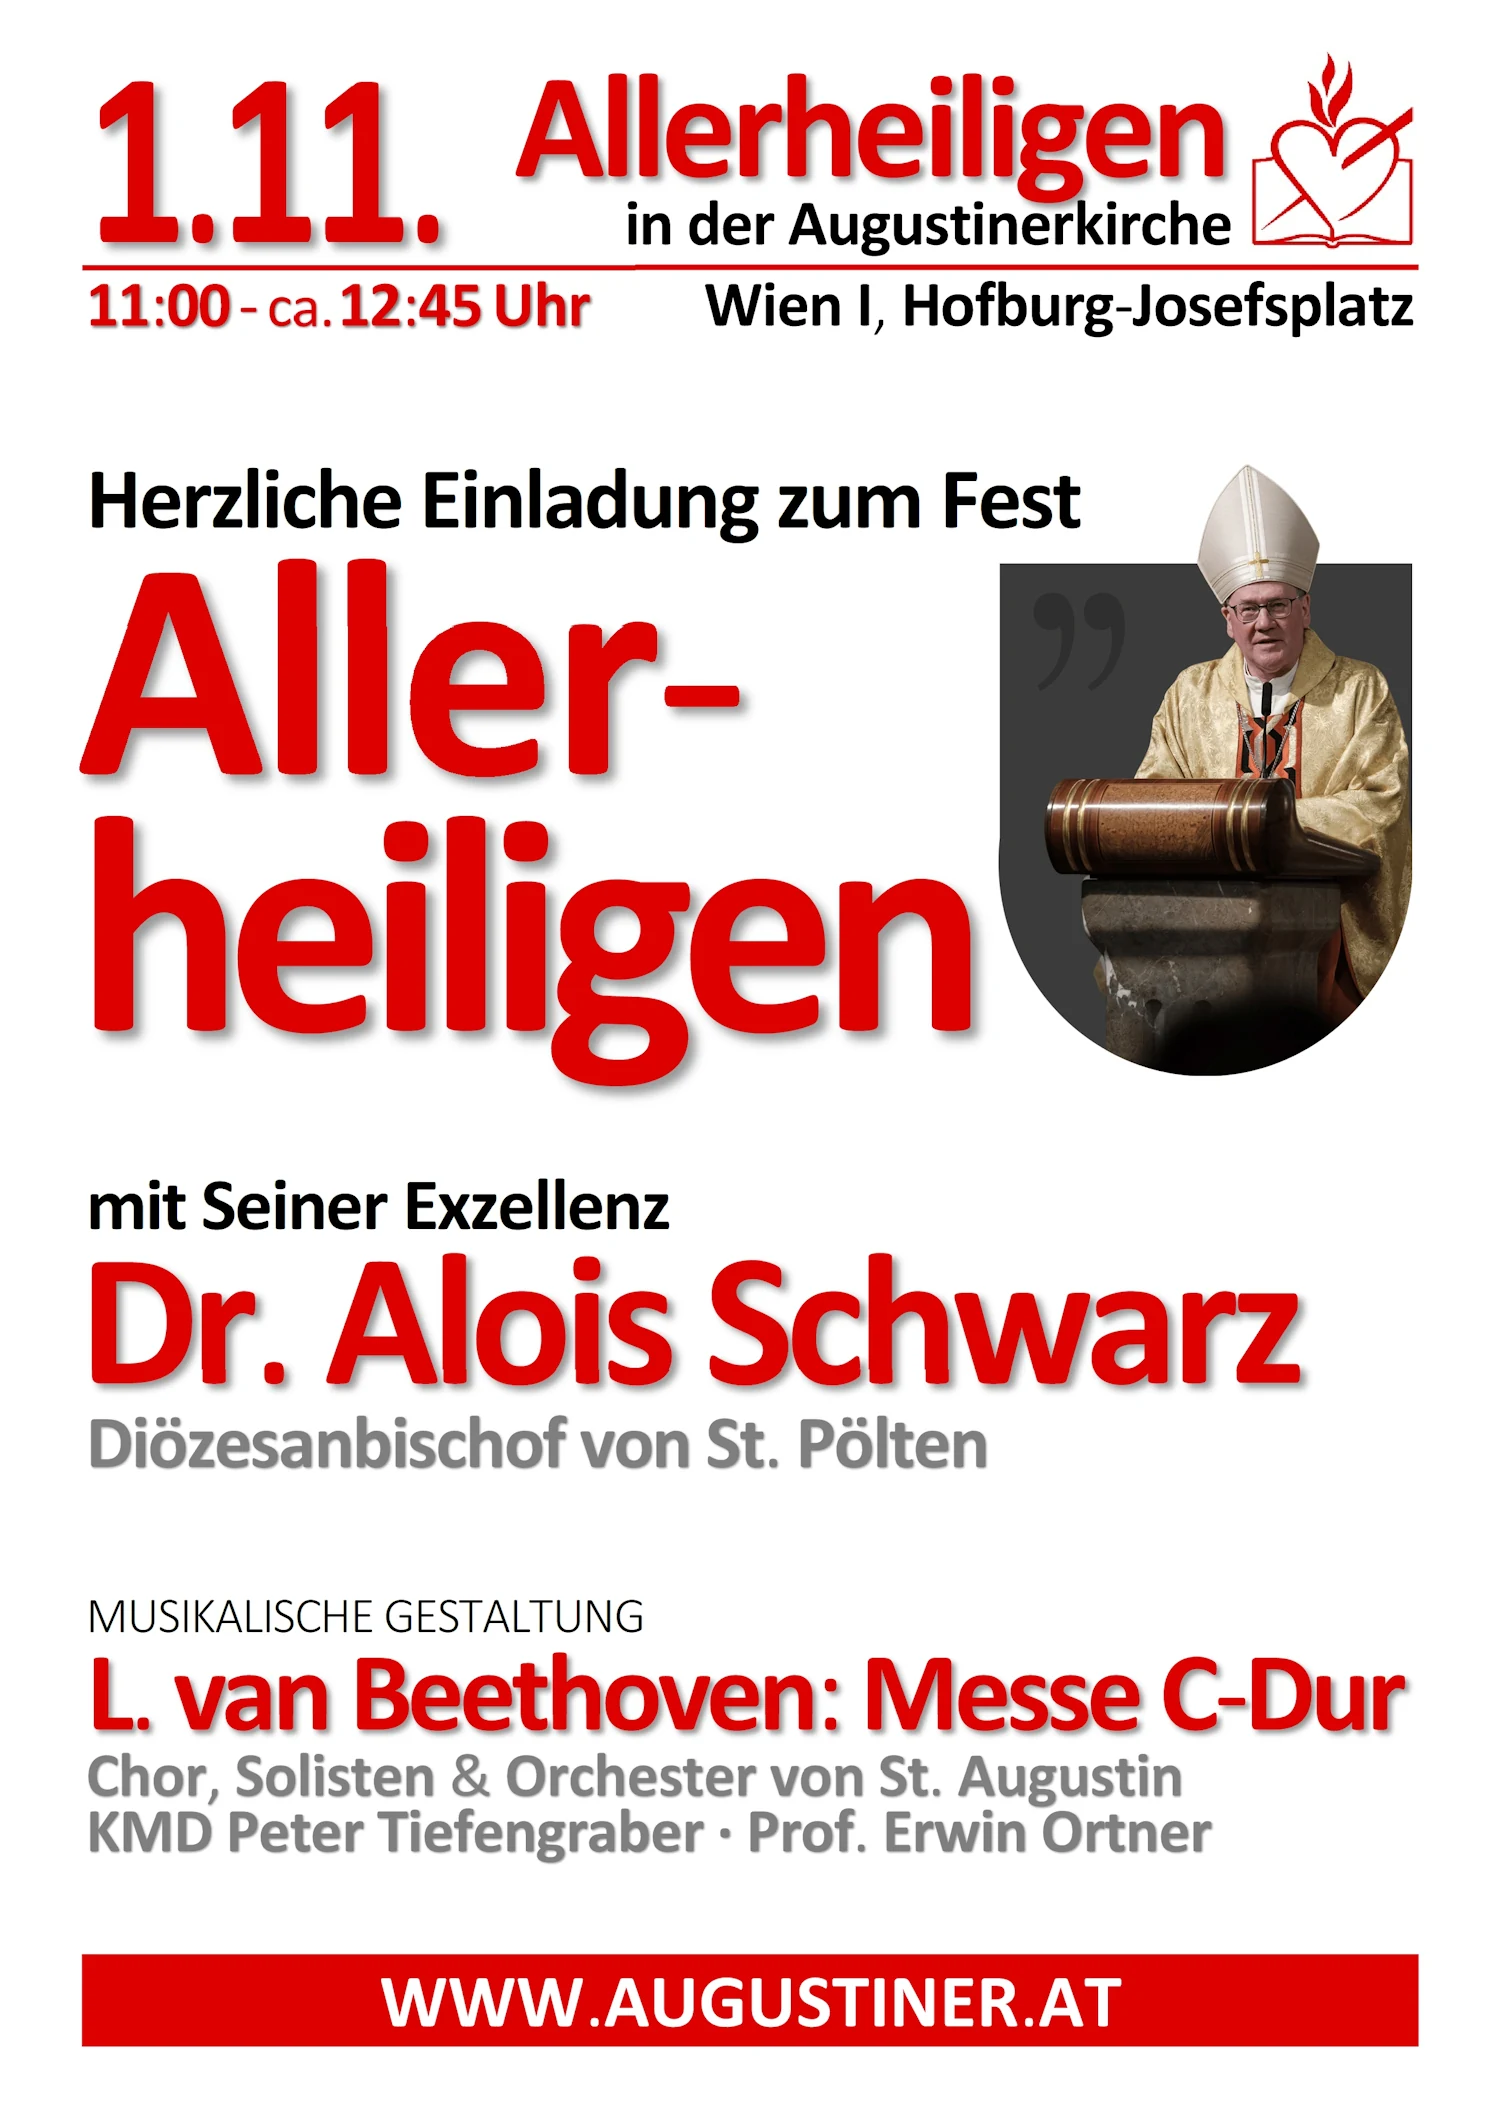 1.11.
Allerheiligen
in der Augustinerkirche
11:00 - ca. 12:45 Uhr
Wien I, Hofburg-Josefsplatz
Herzliche Einladung zum Fest
Aller-
heiligen
”
mit Seiner Exzellenz
Dr. Alois Schwarz
Diözesanbischof von St. Pölten
MUSIKALISCHE GESTALTUNG
L. van Beethoven: Messe C-Dur
Chor, Solisten & Orchester von St. Augustin
KMD Peter Tiefengraber · Prof. Erwin Ortner
WWW.AUGUSTINER.AT